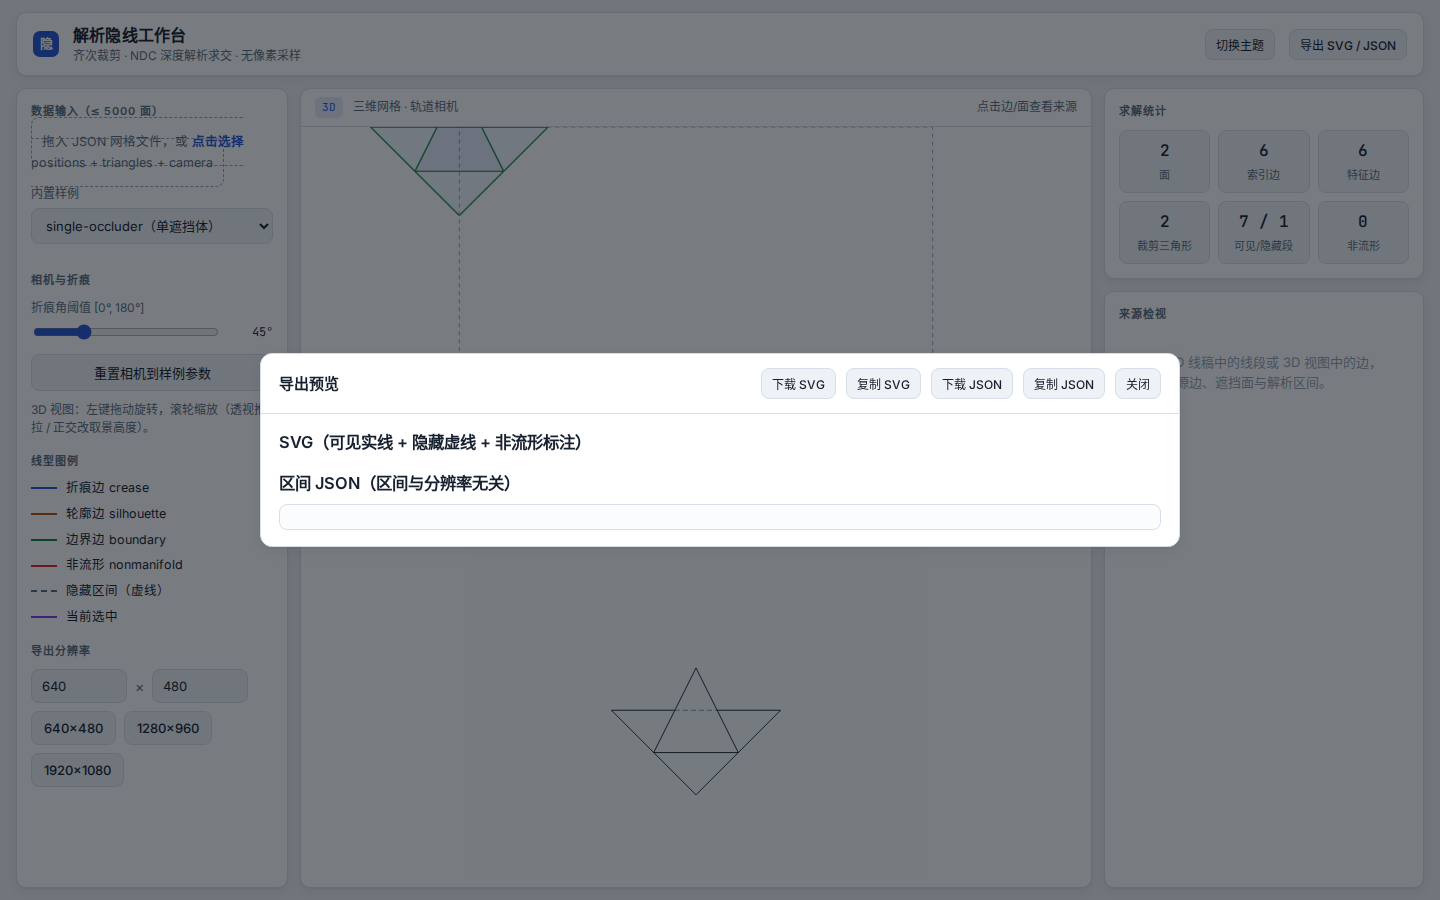 隐
解析隐线工作台
齐次裁剪 · NDC 深度解析求交 · 无像素采样
切换主题
导出 SVG / JSON
数据输入（≤ 5000 面）
拖入 JSON 网格文件，或 点击选择
positions + triangles + camera
内置样例
single-occluder（单遮挡体）
相机与折痕
折痕角阈值 [0°, 180°]
45°
重置相机到样例参数
3D 视图：左键拖动旋转，滚轮缩放（透视
拉 / 正交改取景高度）。
线型图例
折痕边 crease
轮廓边 silhouette
边界边 boundary
非流形 nonmanifold
隐藏区间（虚线）
当前选中
导出分辨率
640 × 480
640×480
1280×960
1920×1080
3D
三维网格 · 轨道相机
点击边/面查看来源
导出预览
下载 SVG
复制 SVG
下载 JSON
复制 JSON
关闭
SVG（可见实线 + 隐藏虚线 + 非流形标注）
区间 JSON（区间与分辨率无关）
求解统计
2
面
6
索引边
6
特征边
2
裁剪三角形
7 / 1
可见/隐藏段
0
非流形
来源检视
线稿中的线段或 3D 视图中的边，
源边、遮挡面与解析区间。